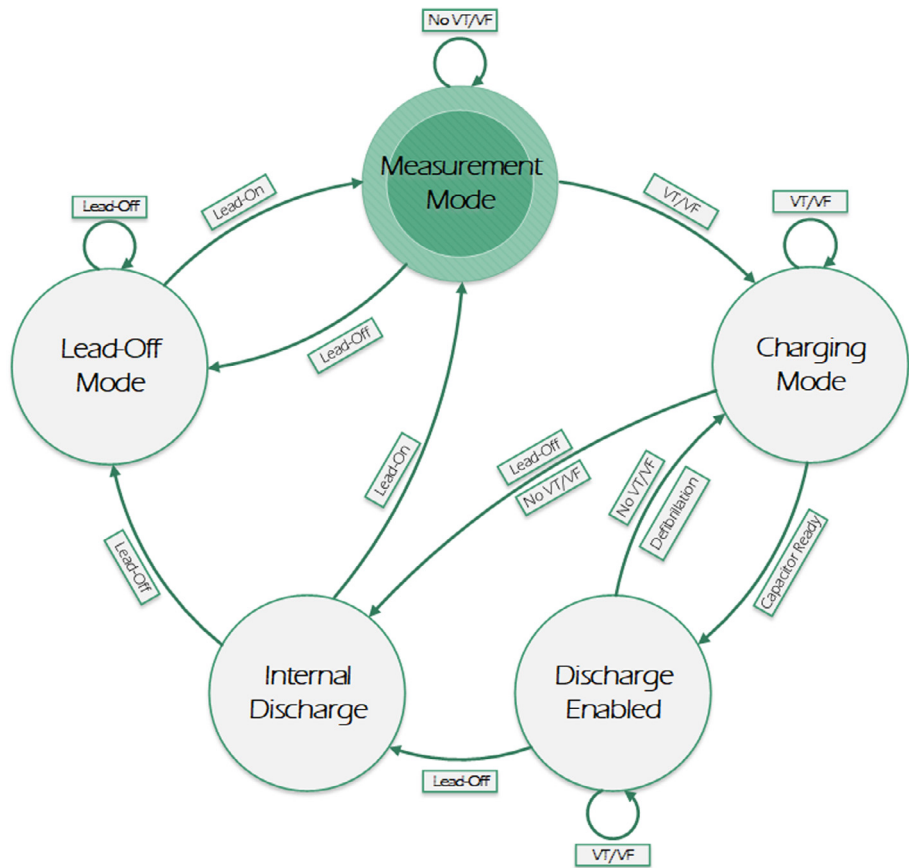 No VT/VF
Measurement
Mode
Lead-Off
Lead-On
VT/VF
VT/VF
Lead-Off
Mode
Lead-Off
Charging
Mode
Lead-On
Lead-Off
No VT/VF
No VT/VF
Defibrillation
Capacitor Ready
Lead-Off
Internal
Discharge
Discharge
Enabled
Lead-Off
VT/VF